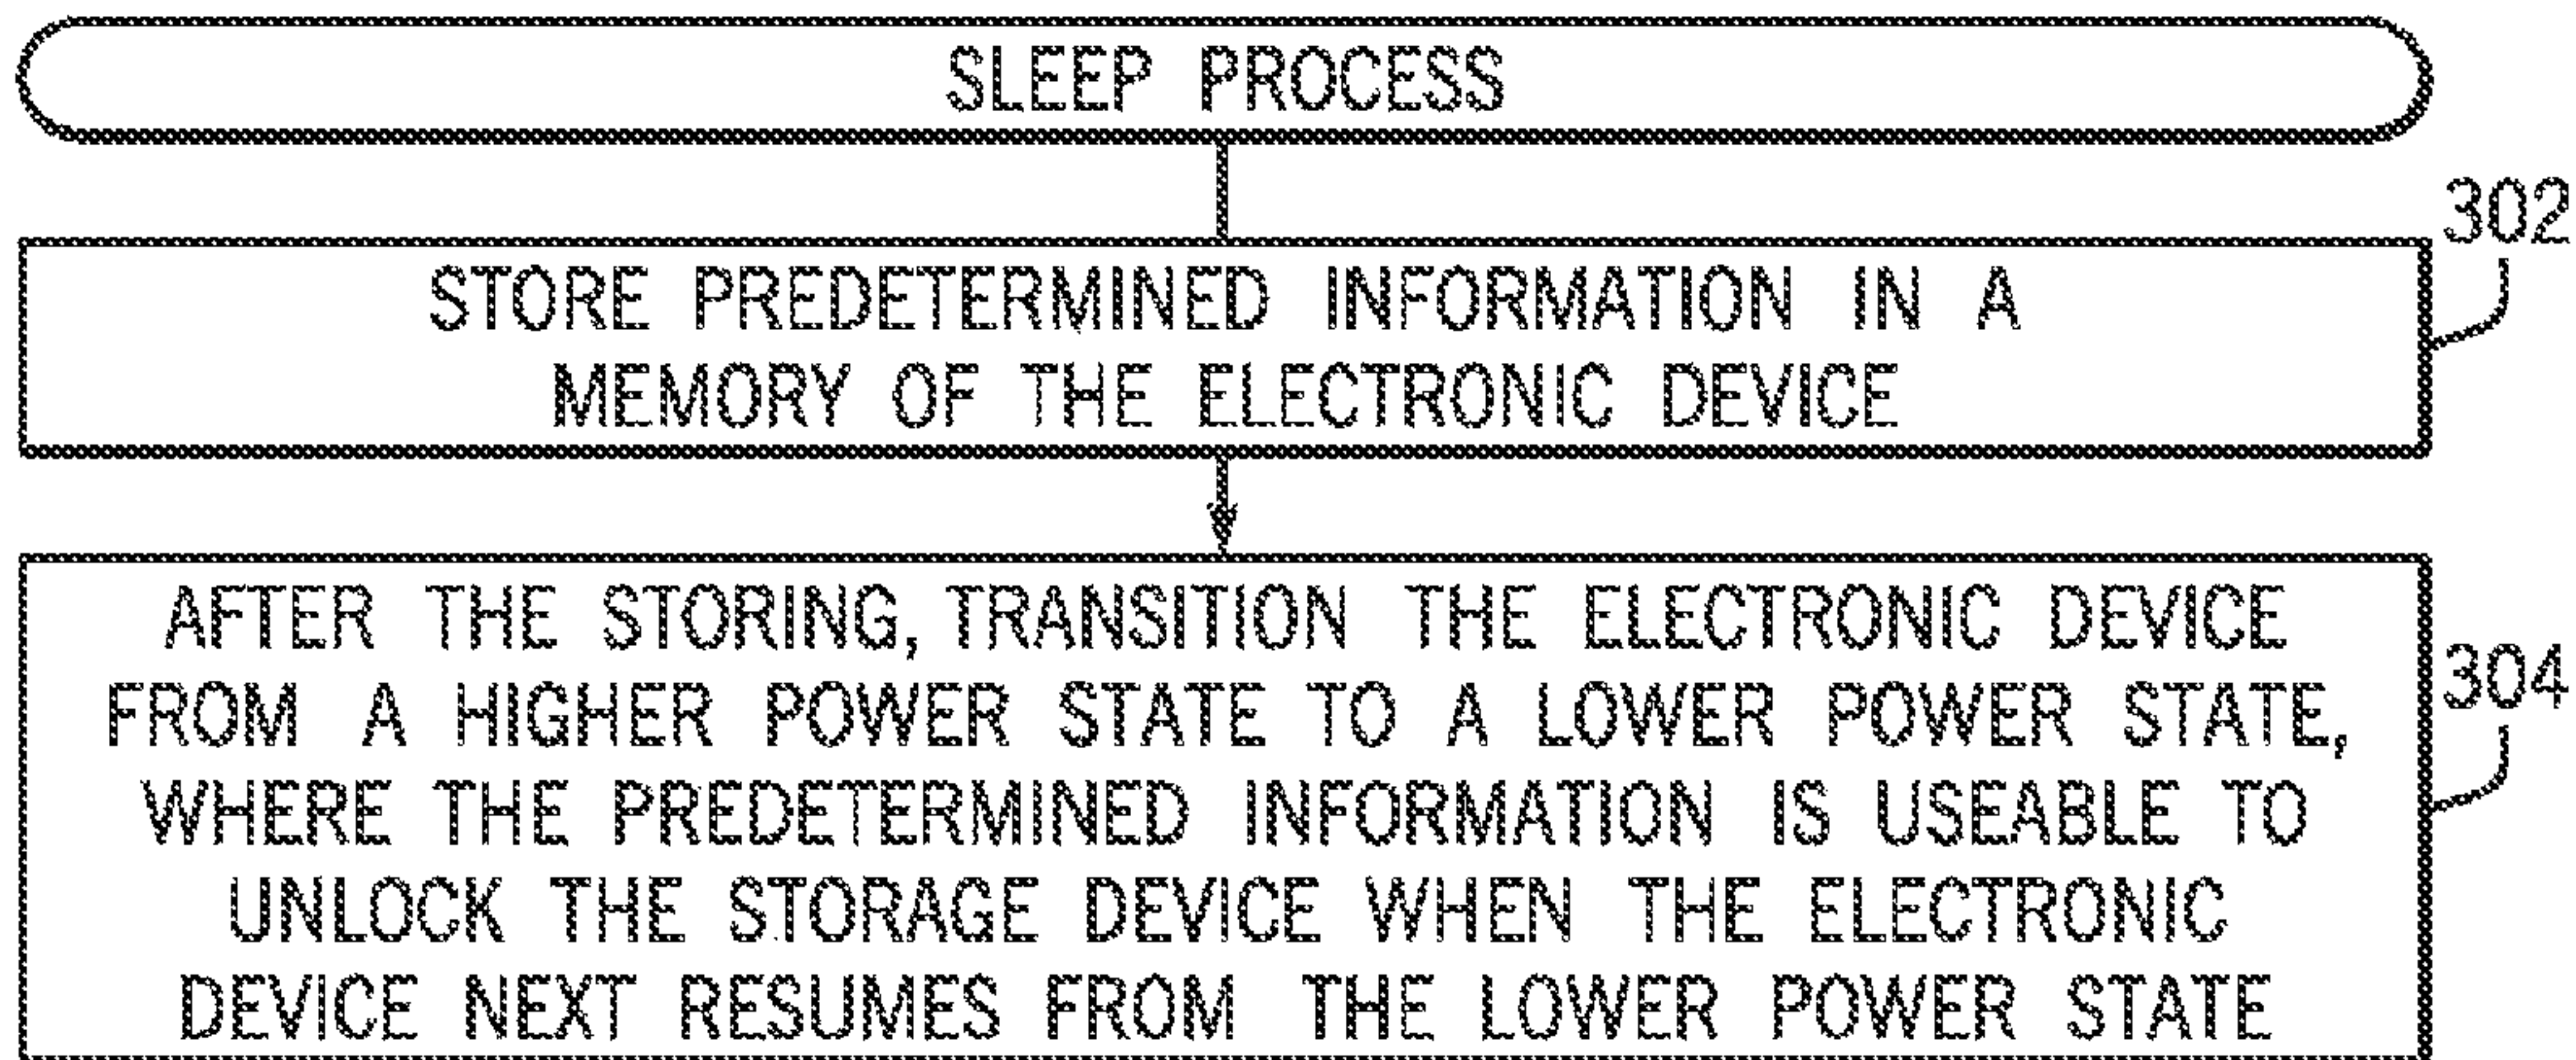 SLEEP PROCESS
302
STORE PREDETERMINED INFORMATION IN A
MEMORY OF THE ELECTRONIC DEVICE
AFTER THE STORING, TRANSITION THE ELECTRONIC DEVICE
FROM A HIGHER POWER STATE TO A LOWER POWER STATE,
304
WHERE THE PREDETERMINED INFORMATION IS USEABLE TO
UNLOCK THE STORAGE DEVICE WHEN THE ELECTRONIC
DEVICE NEXT RESUMES FROM THE LOWER POWER STATE